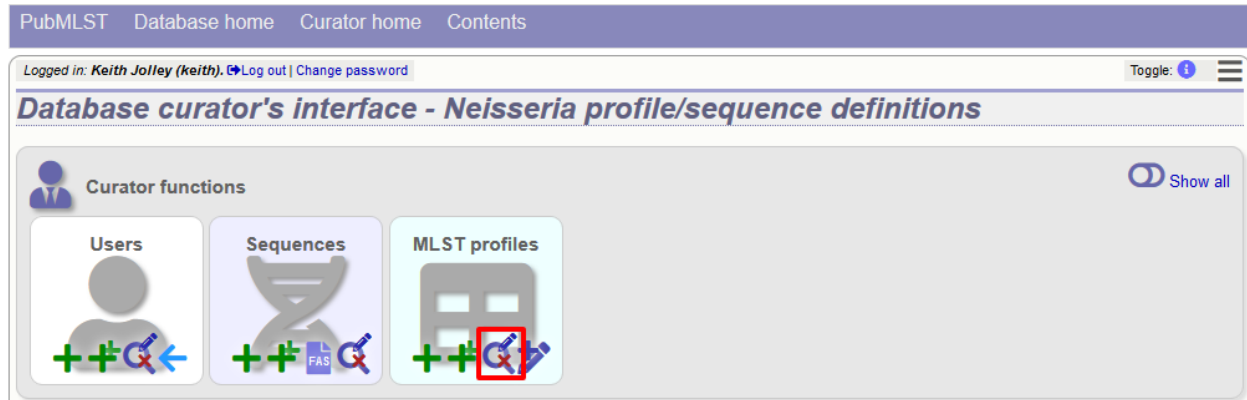 PubMLST Database home Curator home Contents
Logged in: Keith Jolley (keith). Log out | Change password
Toggle: i
Database curator's interface - Neisseria profile/sequence definitions
Curator functions
Show all
Users Sequences MLST profiles
FAS